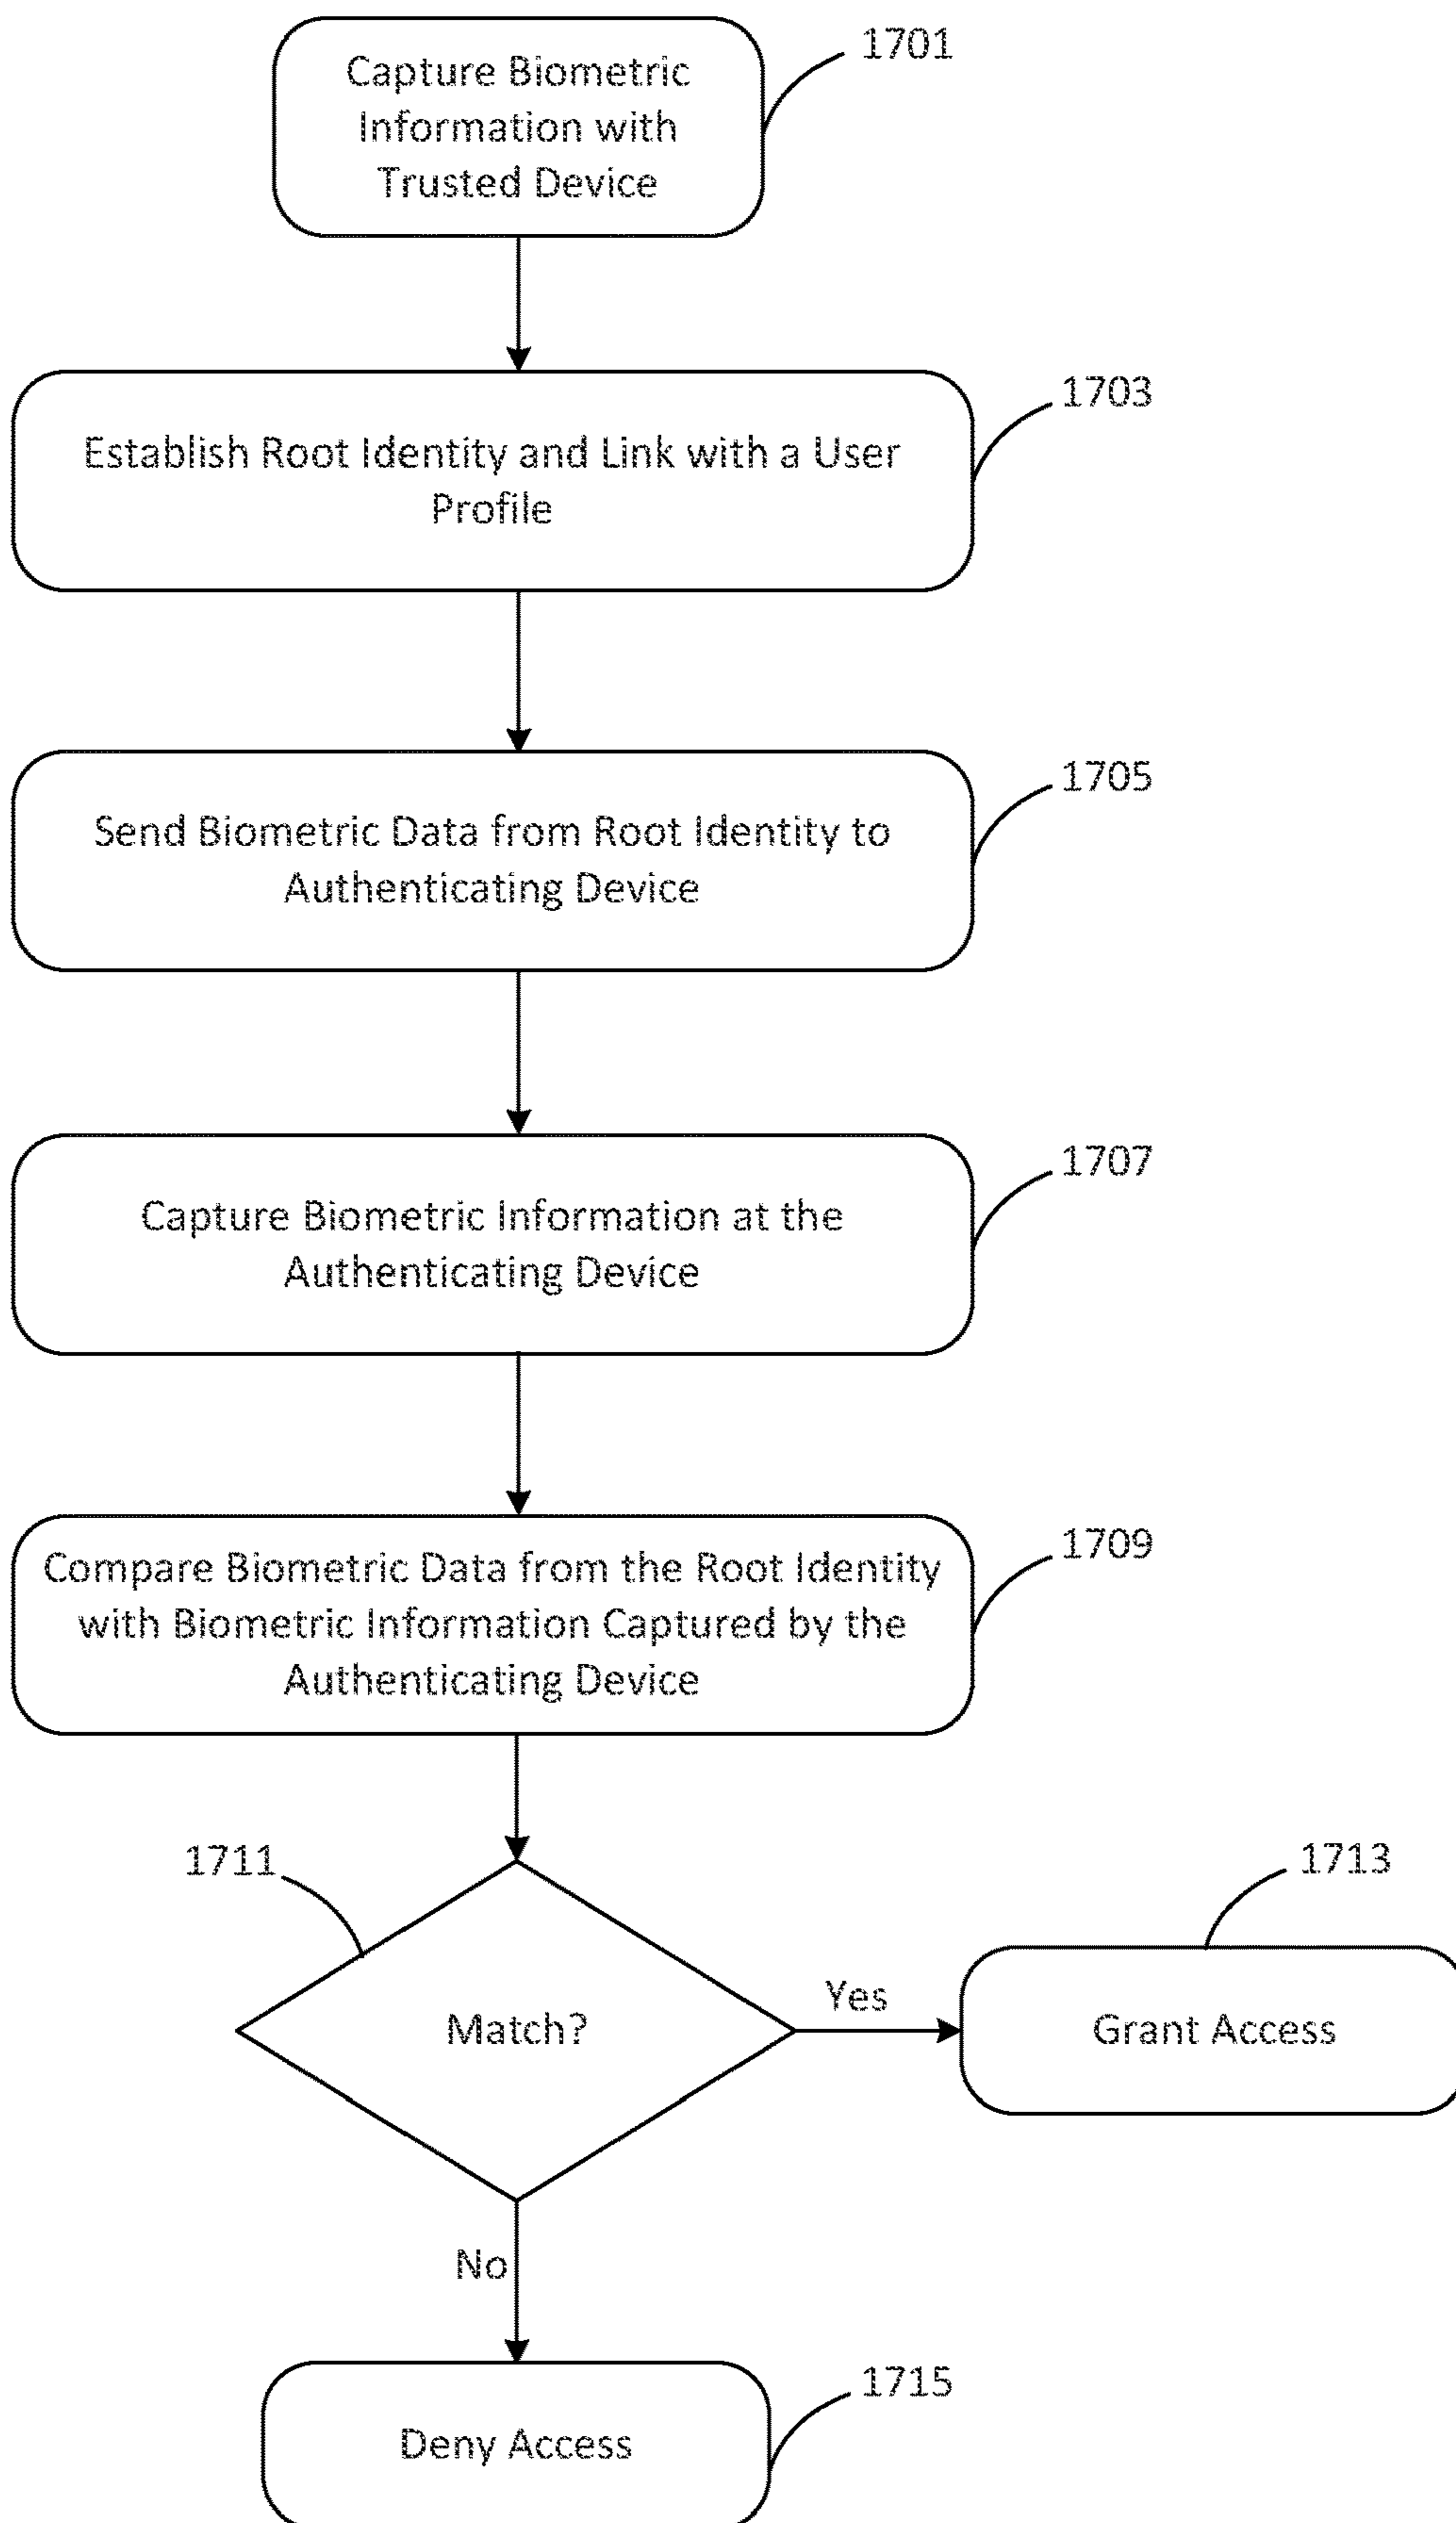 1701
Capture Biometric
Information with
Trusted Device
1703
Establish Root Identity and Link with a User
Profile
1705
Send Biometric Data from Root Identity to
Authenticating Device
1707
Capture Biometric Information at the
Authenticating Device
1709
Compare Biometric Data from the Root Identity
with Biometric Information Captured by the
Authenticating Device
1711
1713
Match?
Yes
Grant Access
No
1715
Deny Access